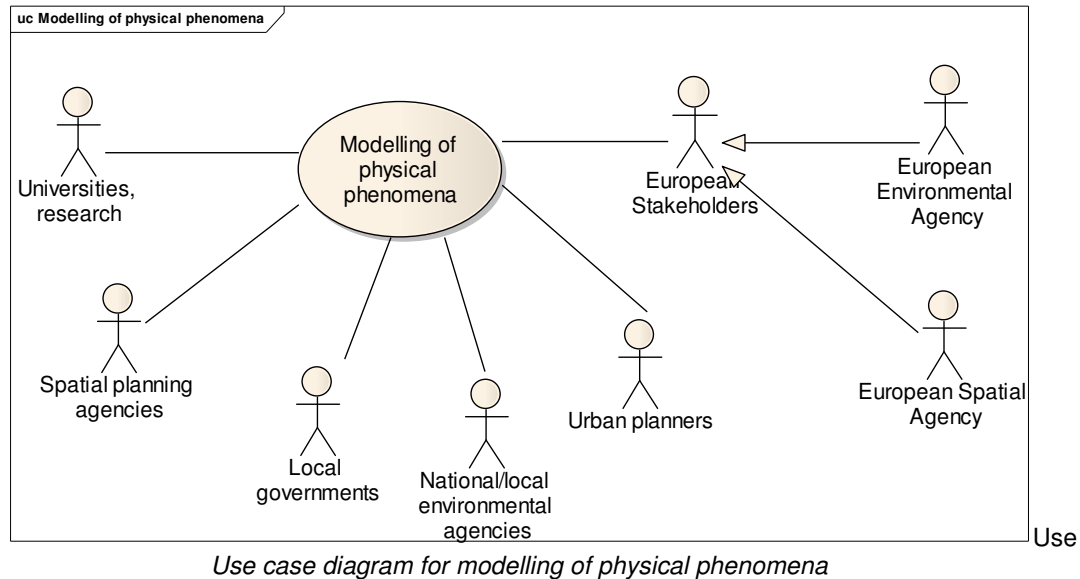 uc Modelling of physical phenomena
Modelling of
physical
phenomena
Universities,
research
European
Stakeholders
European
Environmental
Agency
Spatial planning
agencies
Local
governments
National/local
environmental
agencies
Urban planners
European Spatial
Agency
Use
Use case diagram for modelling of physical phenomena